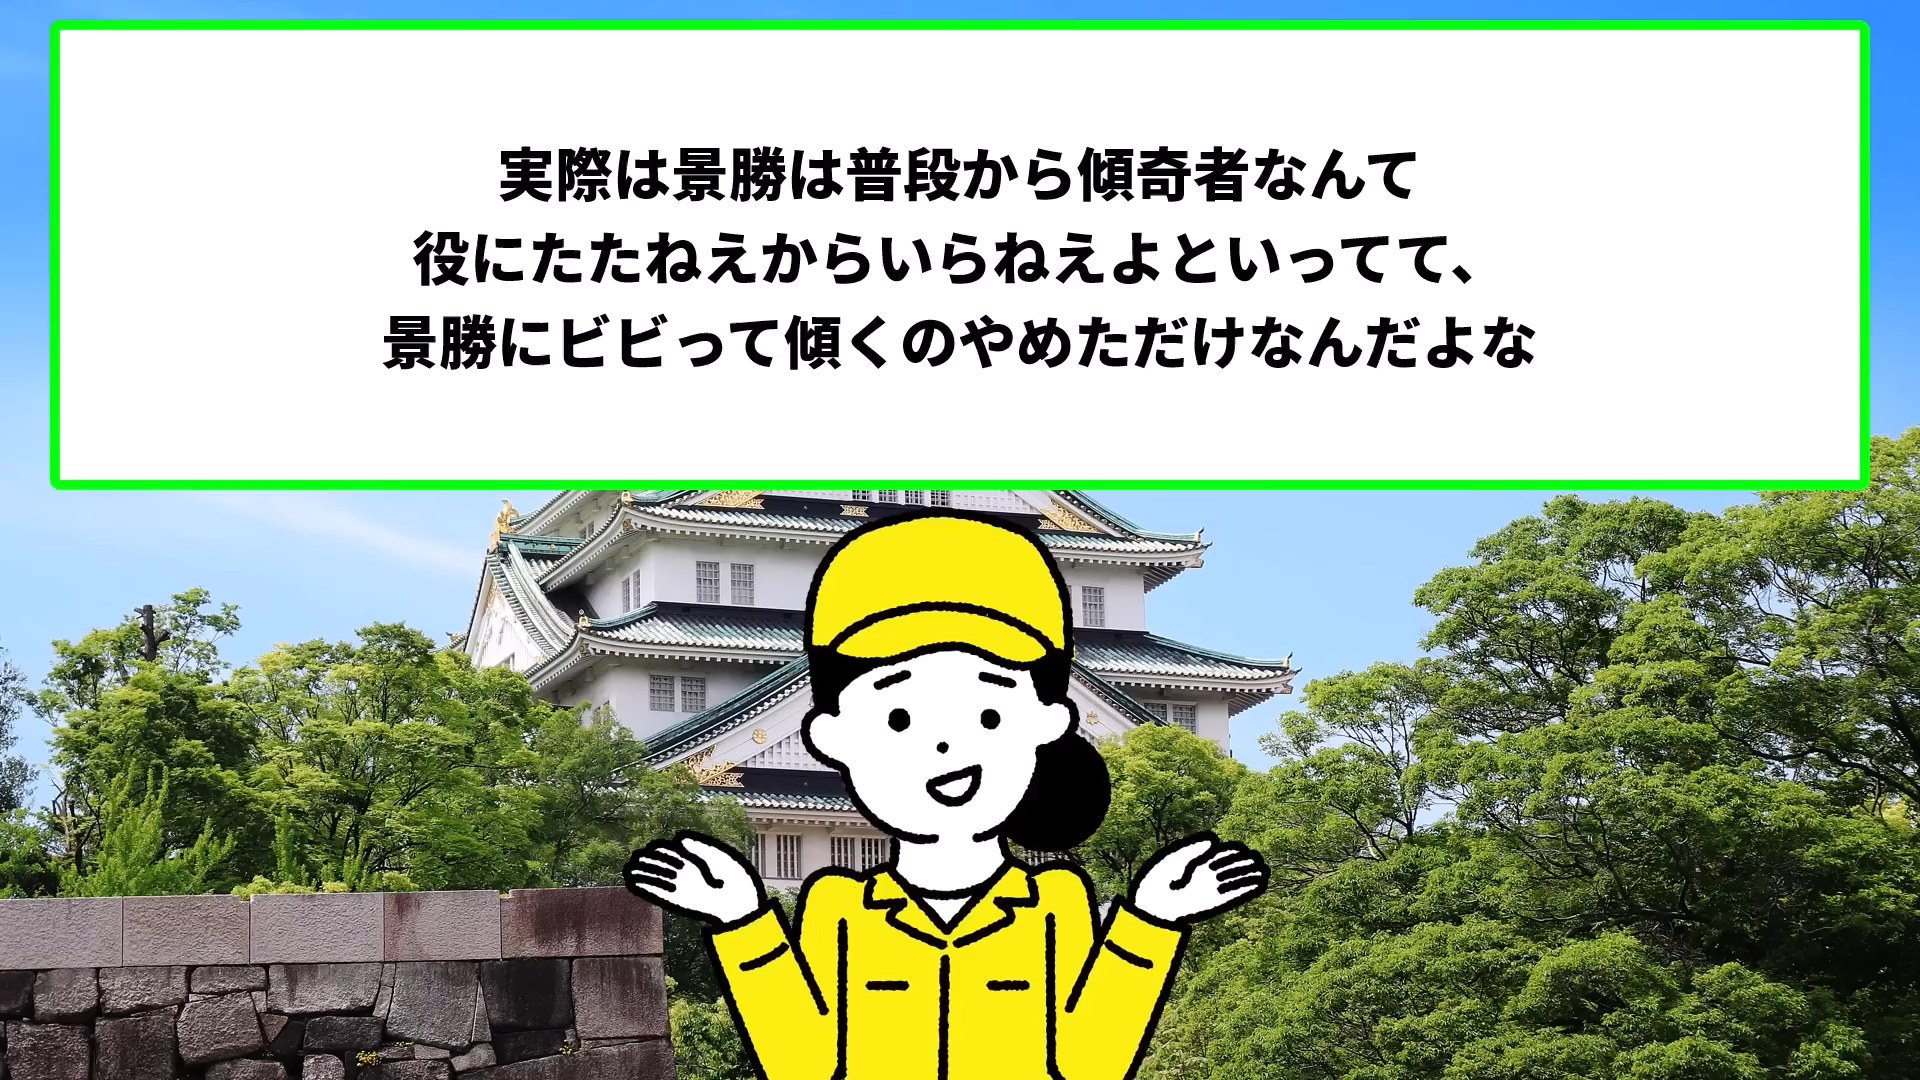 実際は景勝は普段から傾奇者なんて
役にたたねえからいらねえよといってて、
景勝にビビって傾くのやめただけなんだよな